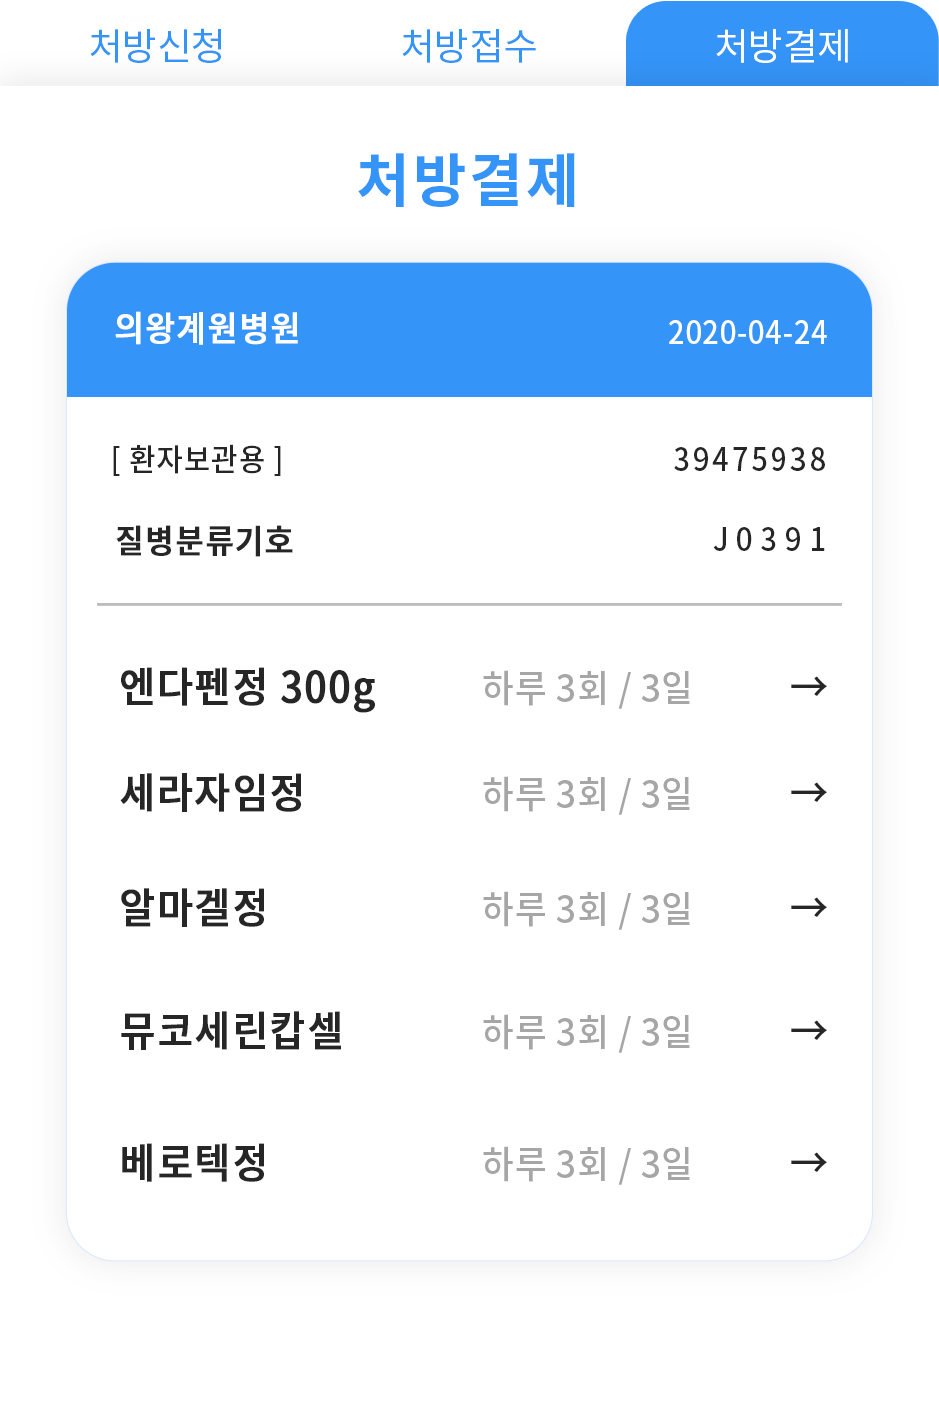 처방신청 처방접수 처방결제
처방결제
의왕계원병원 2020-04-24
[ 환자보관용 ] 39475938
질병분류기호 J0391
엔다펜정 300g 하루 3회 / 3일 →
세라자임정 하루 3회 / 3일 →
알마겔정 하루 3회 / 3일 →
뮤코세린캅셀 하루 3회 / 3일 →
베로텍정 하루 3회 / 3일 →